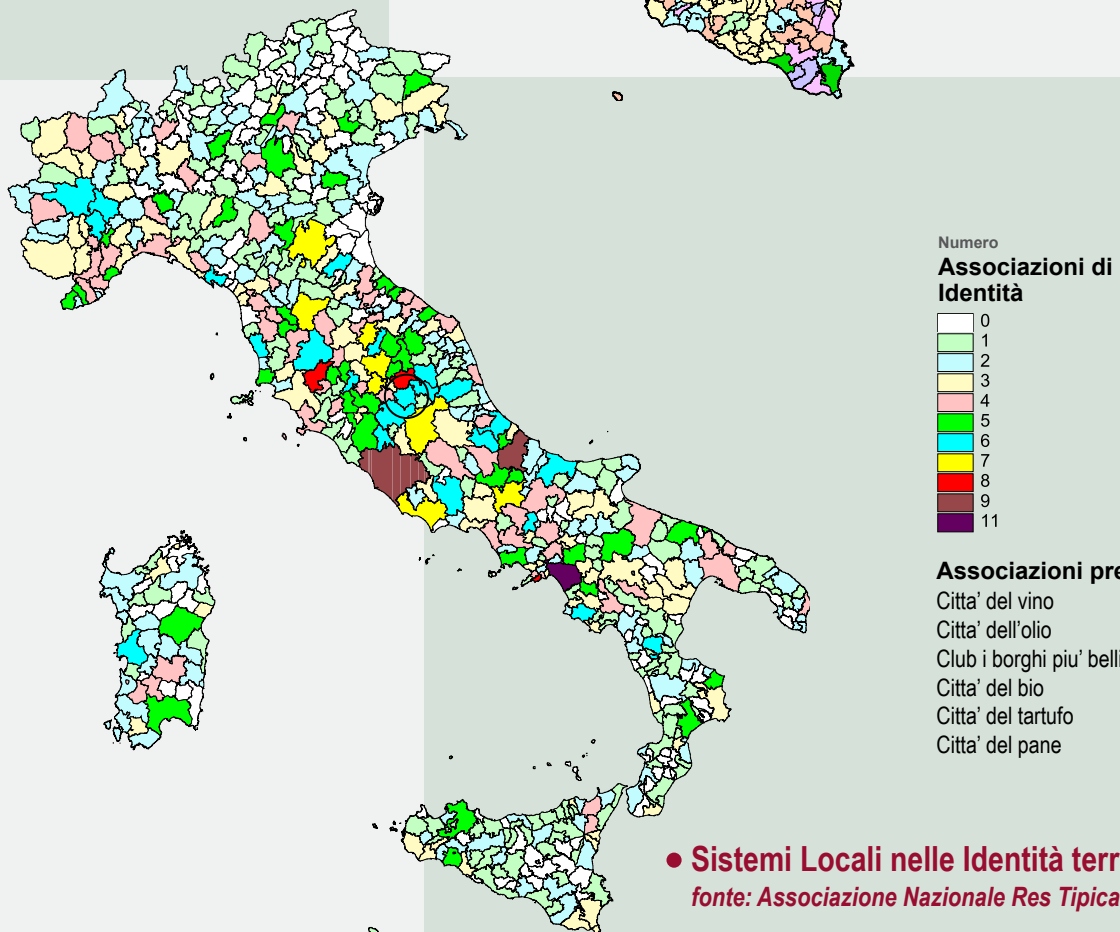 Numero
Associazioni di
Identità
0
1
2
3
4
5
6
7
8
9
11
Associazioni pre
Citta' del vino
Citta' dell'olio
Club i borghi piu' belli
Citta' del bio
Citta' del tartufo
Citta' del pane
• Sistemi Locali nelle Identità terr
fonte: Associazione Nazionale Res Tipica